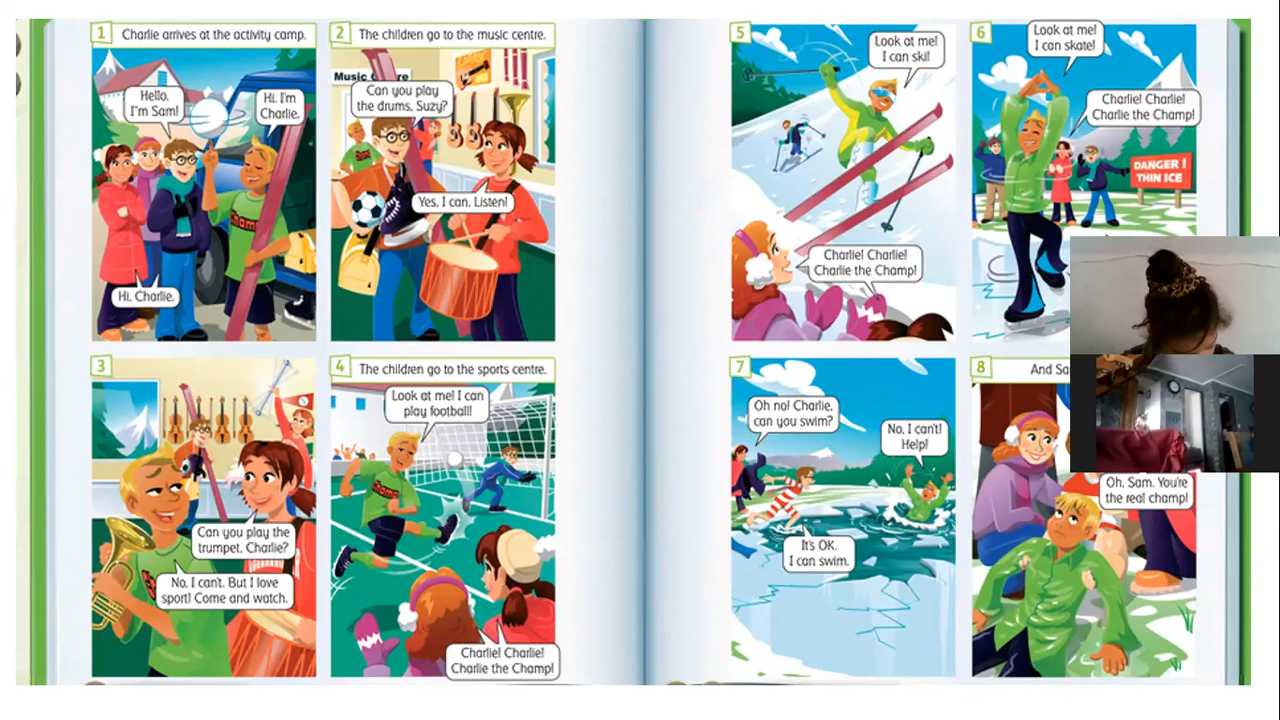 1
Charlie arrives at the activity camp.
Hello.
I'm Sam!
Hi. I'm
Charlie.
Champ
Hi, Charlie.
2
The children go to the music centre.
Music Centre
Can you play
the drums, Suzy?
Yes, I can. Listen!
3
Can you play the
trumpet, Charlie?
No, I can't. But I love
sport! Come and watch.
4
The children go to the sports centre.
Look at me! I can
play football!
Champ
Charlie! Charlie!
Charlie the Champ!
5
Look at me!
I can ski!
Charlie! Charlie!
Charlie the Champ!
6
Look at me!
I can skate!
Charlie! Charlie!
Charlie the Champ!
DANGER!
THIN ICE
7
Oh no! Charlie,
can you swim?
No, I can't!
Help!
It's OK.
I can swim.
8
And
Oh, Sam. You're
the real champ!